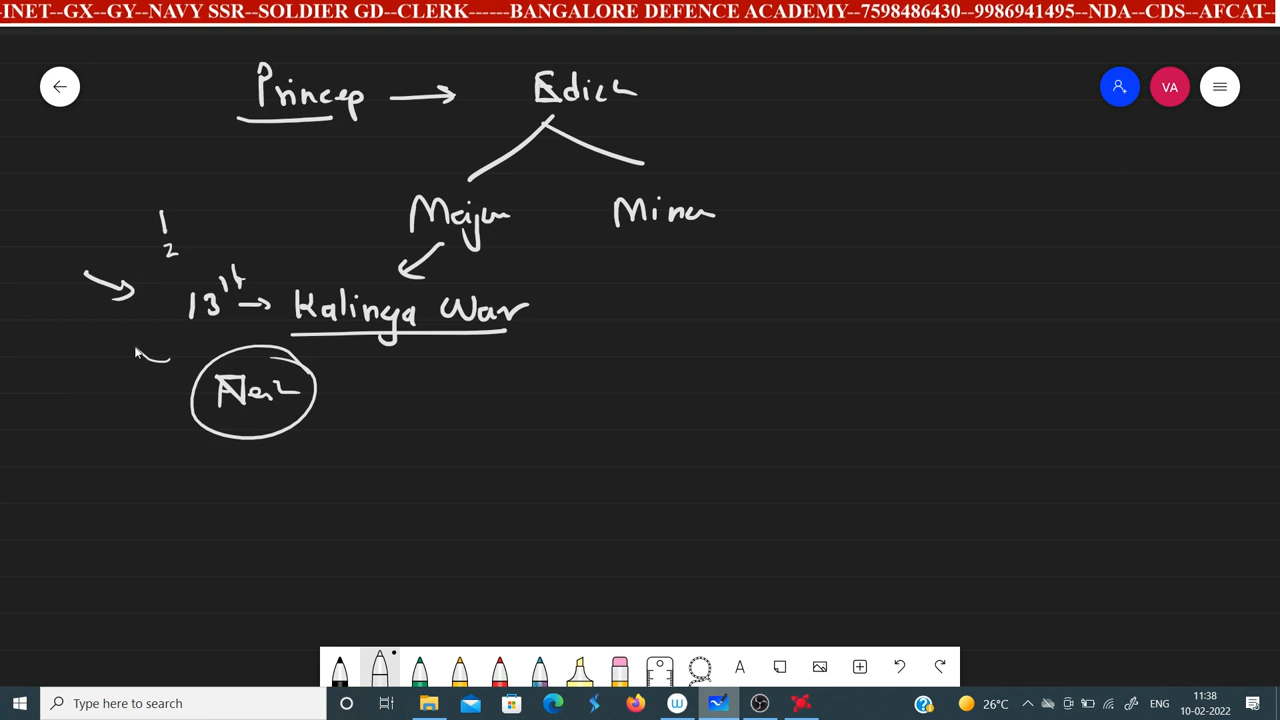 -INET--GX--GY--NAVY SSR--SOLDIER GD--CLERK------BANGALORE DEFENCE ACADEMY--7598486430--9986941495--NDA--CDS--AFCAT--
Princep → Edict
VA
Major Minor
1
2
13th → Kalinga War
Type here to search
26°C ENG 11:38
10-02-2022